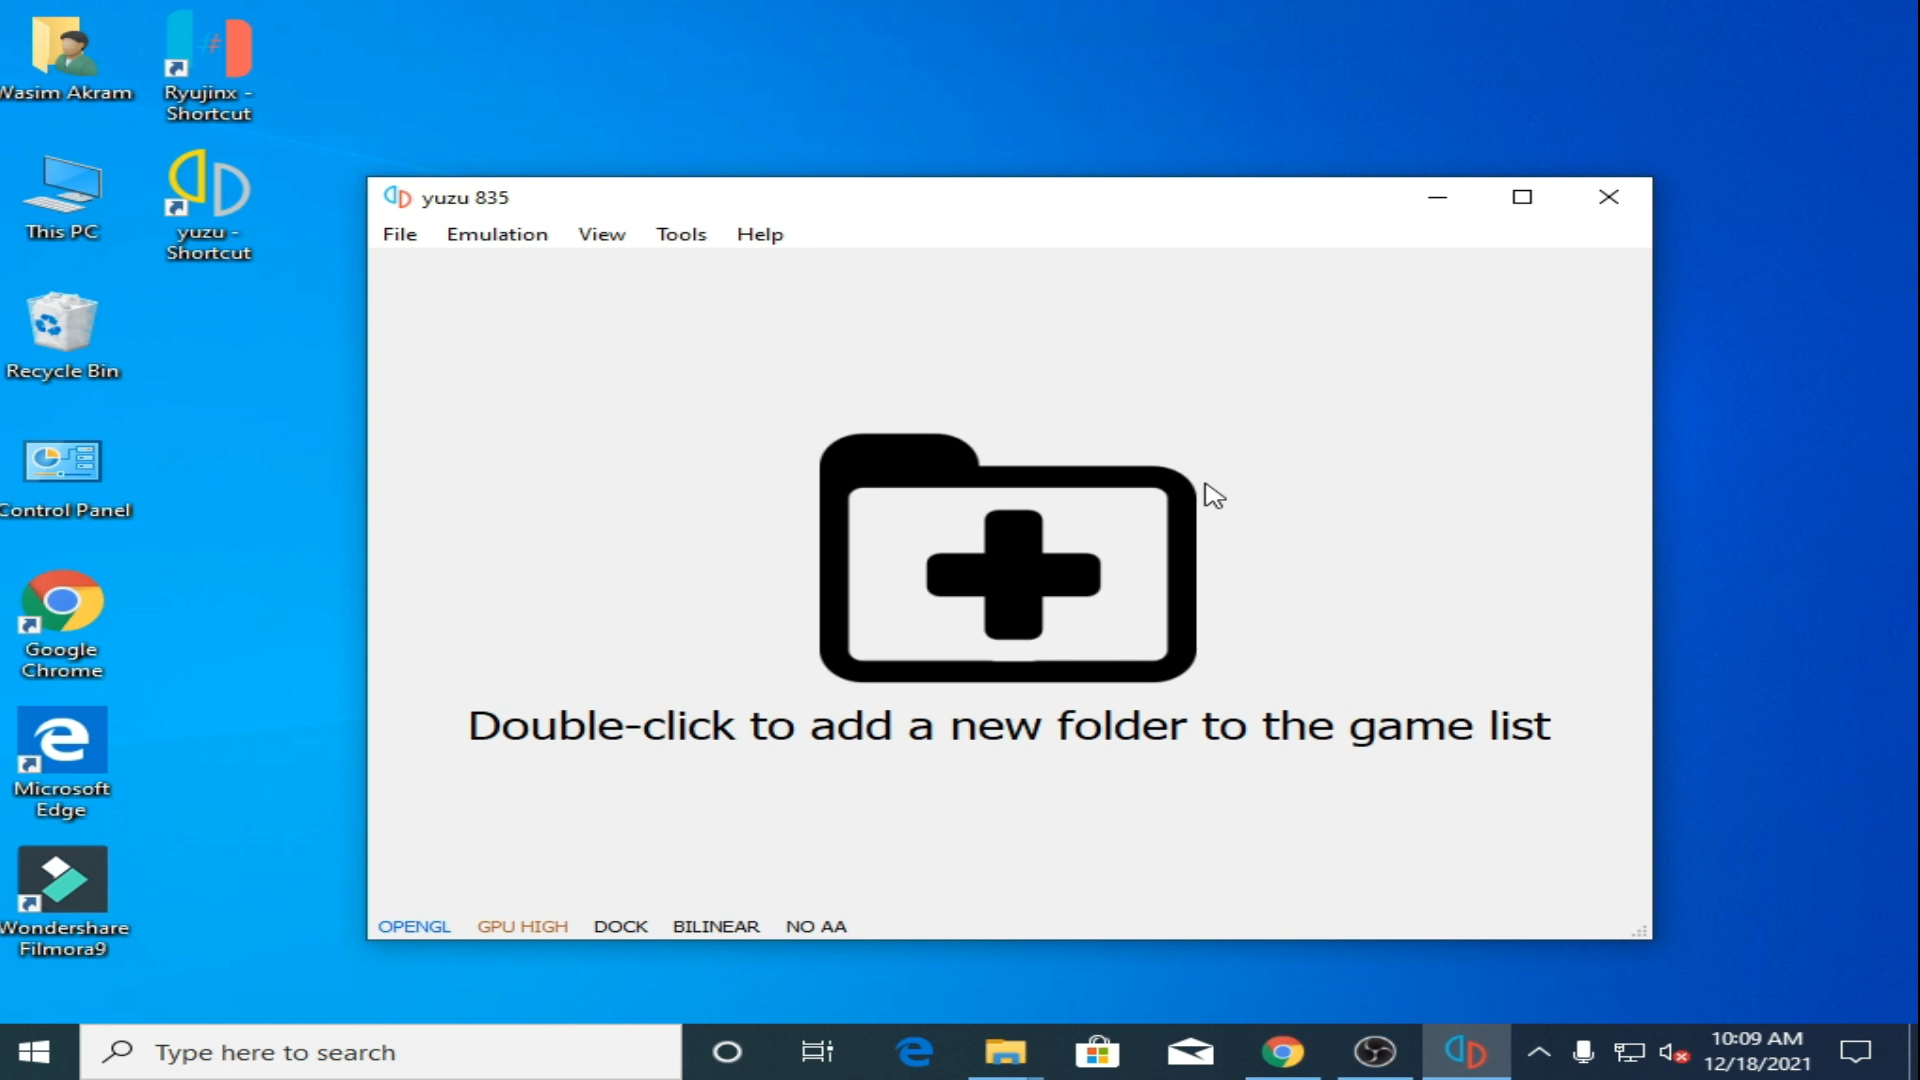 Wasim Akram
Ryujinx -
Shortcut
This PC
yuzu -
Shortcut
Recycle Bin
Control Panel
Google
Chrome
Microsoft
Edge
Wondershare
Filmora9
yuzu 835
File Emulation View Tools Help
Double-click to add a new folder to the game list
OPENGL GPU HIGH DOCK BILINEAR NO AA
Type here to search
10:09 AM
12/18/2021